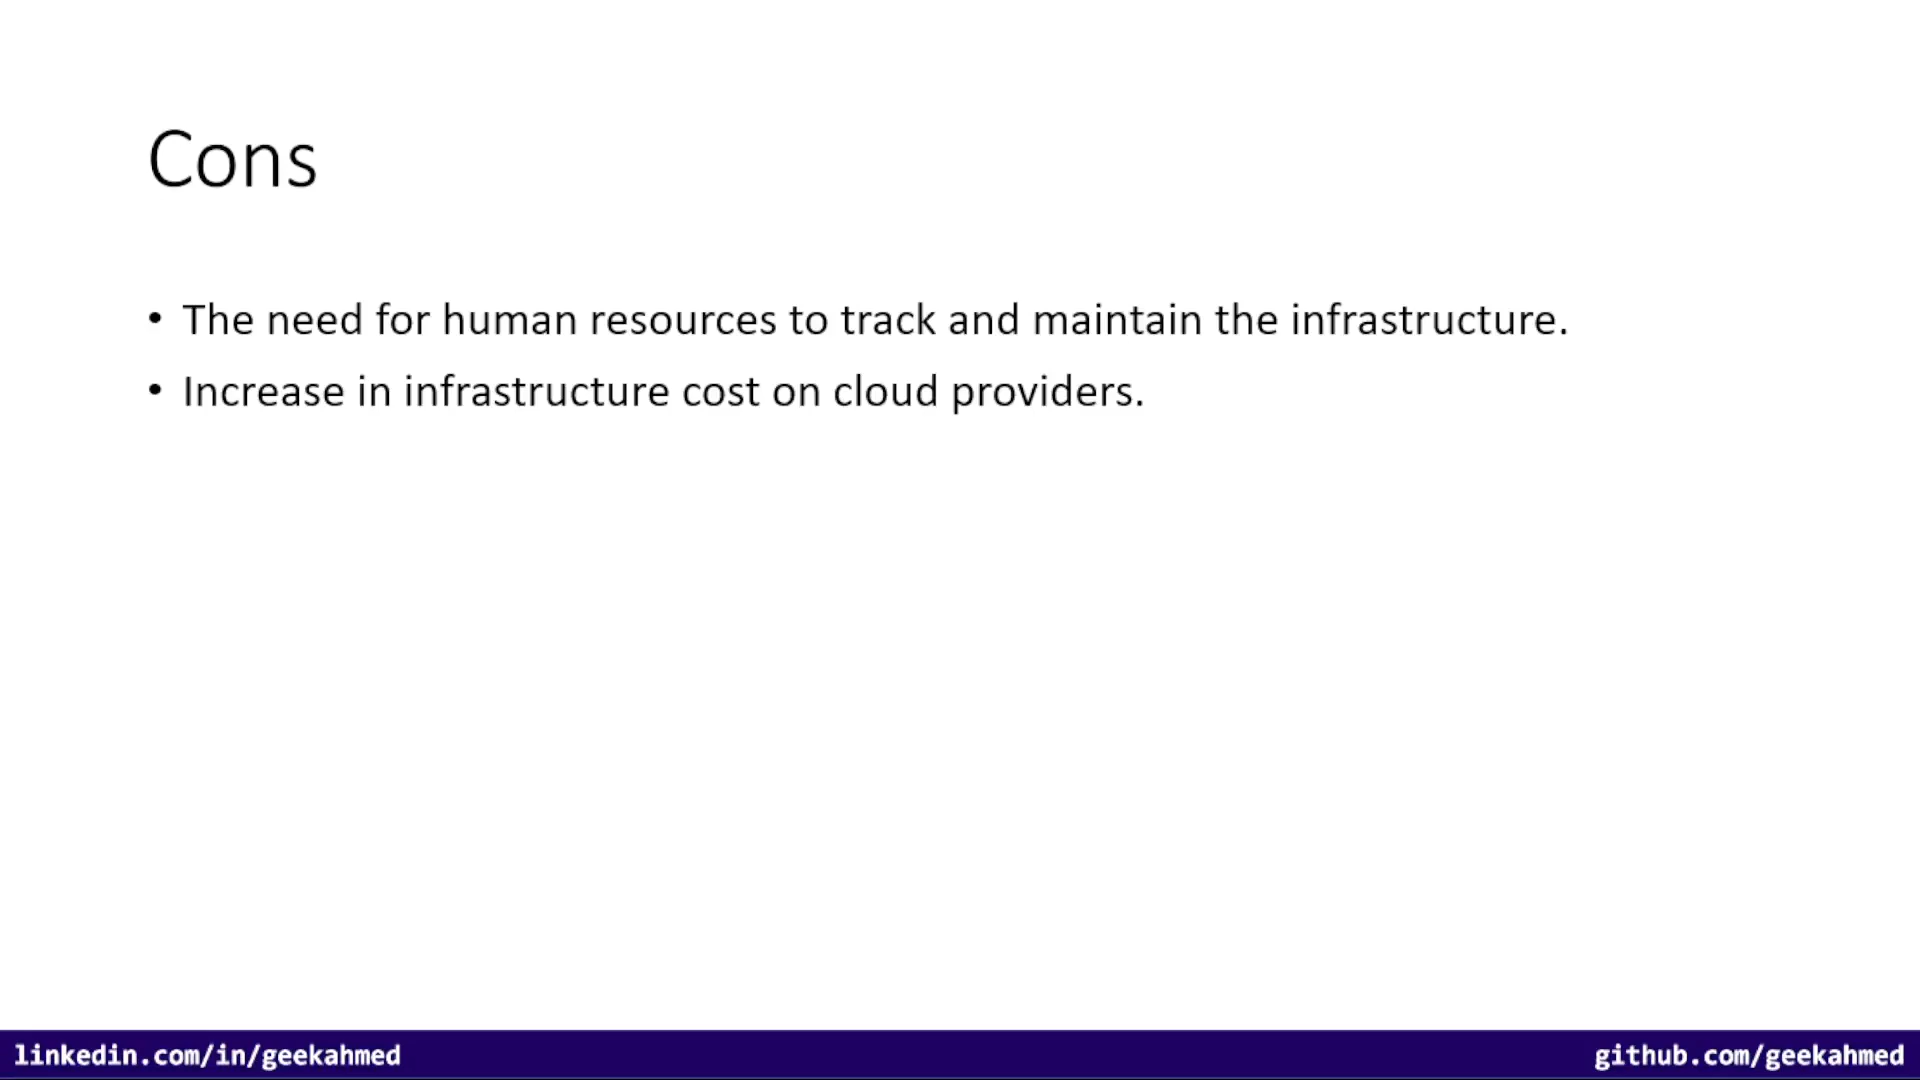 Cons
• The need for human resources to track and maintain the infrastructure.
• Increase in infrastructure cost on cloud providers.
linkedin.com/in/geekahmed
github.com/geekahmed